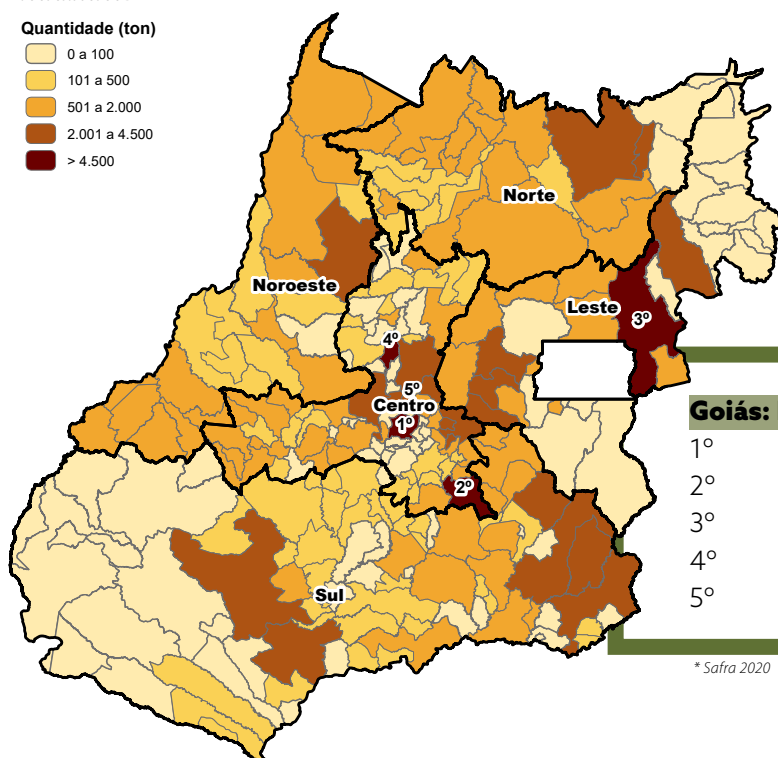 Quantidade (ton)
0 a 100
101 a 500
501 a 2.000
2.001 a 4.500
> 4.500
Norte
Noroeste
Leste
3º
4º
5º
Centro
1º
2º
Sul
Goiás:
1º
2º
3º
4º
5º
* Safra 2020